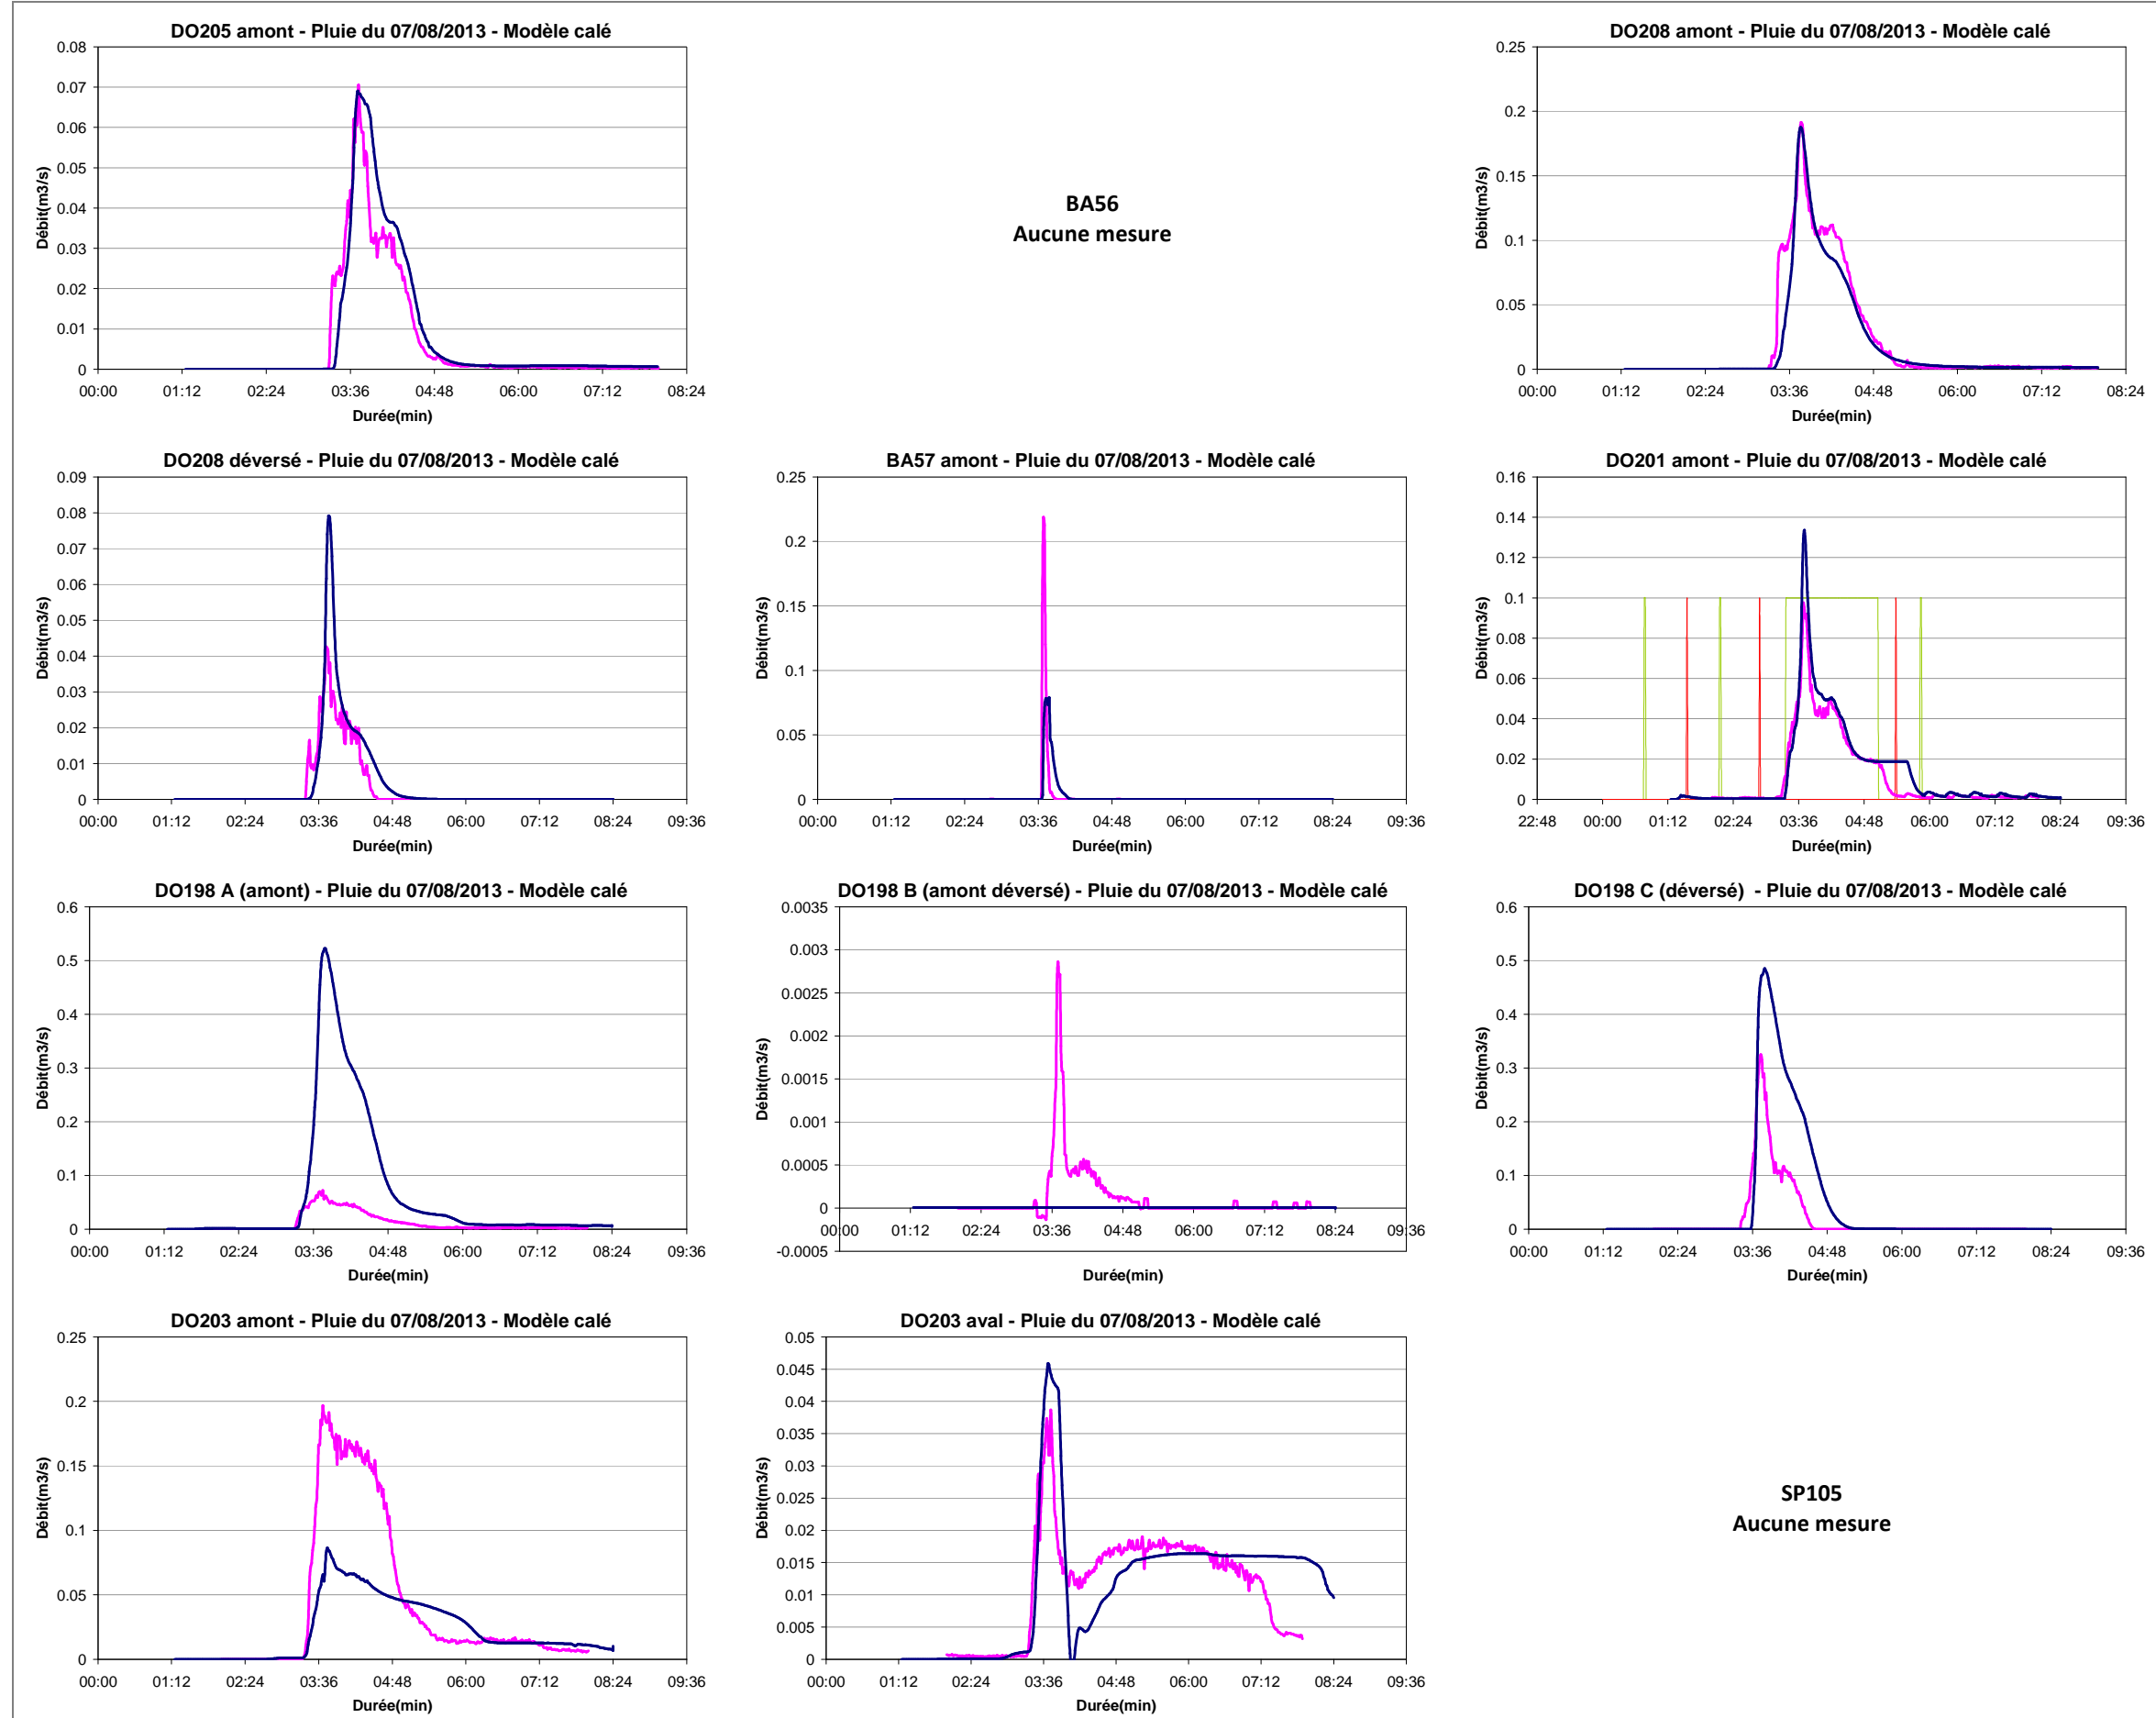 DO205 amont - Pluie du 07/08/2013 - Modèle calé
0.08
0.07
0.06
0.05
0.04
0.03
0.02
0.01
0
Débit(m3/s)
00:00 01:12 02:24 03:36 04:48 06:00 07:12 08:24
Durée(min)
BA56
Aucune mesure
DO208 amont - Pluie du 07/08/2013 - Modèle calé
0.25
0.2
0.15
0.1
0.05
0
Débit(m3/s)
00:00 01:12 02:24 03:36 04:48 06:00 07:12 08:24
Durée(min)
DO208 déversé - Pluie du 07/08/2013 - Modèle calé
0.09
0.08
0.07
0.06
0.05
0.04
0.03
0.02
0.01
0
Débit(m3/s)
00:00 01:12 02:24 03:36 04:48 06:00 07:12 08:24 09:36
Durée(min)
BA57 amont - Pluie du 07/08/2013 - Modèle calé
0.25
0.2
0.15
0.1
0.05
0
Débit(m3/s)
00:00 01:12 02:24 03:36 04:48 06:00 07:12 08:24 09:36
Durée(min)
DO201 amont - Pluie du 07/08/2013 - Modèle calé
0.16
0.14
0.12
0.1
0.08
0.06
0.04
0.02
0
Débit(m3/s)
22:48 00:00 01:12 02:24 03:36 04:48 06:00 07:12 08:24 09:36
Durée(min)
DO198 A (amont) - Pluie du 07/08/2013 - Modèle calé
0.6
0.5
0.4
0.3
0.2
0.1
0
Débit(m3/s)
00:00 01:12 02:24 03:36 04:48 06:00 07:12 08:24 09:36
Durée(min)
DO198 B (amont déversé) - Pluie du 07/08/2013 - Modèle calé
0.0035
0.003
0.0025
0.002
0.0015
0.001
0.0005
0
-0.0005
Débit(m3/s)
00:00 01:12 02:24 03:36 04:48 06:00 07:12 08:24 09:36
Durée(min)
DO198 C (déversé) - Pluie du 07/08/2013 - Modèle calé
0.6
0.5
0.4
0.3
0.2
0.1
0
Débit(m3/s)
00:00 01:12 02:24 03:36 04:48 06:00 07:12 08:24 09:36
Durée(min)
DO203 amont - Pluie du 07/08/2013 - Modèle calé
0.25
0.2
0.15
0.1
0.05
0
Débit(m3/s)
00:00 01:12 02:24 03:36 04:48 06:00 07:12 08:24 09:36
Durée(min)
DO203 aval - Pluie du 07/08/2013 - Modèle calé
0.05
0.045
0.04
0.035
0.03
0.025
0.02
0.015
0.01
0.005
0
Débit(m3/s)
00:00 01:12 02:24 03:36 04:48 06:00 07:12 08:24 09:36
Durée(min)
SP105
Aucune mesure